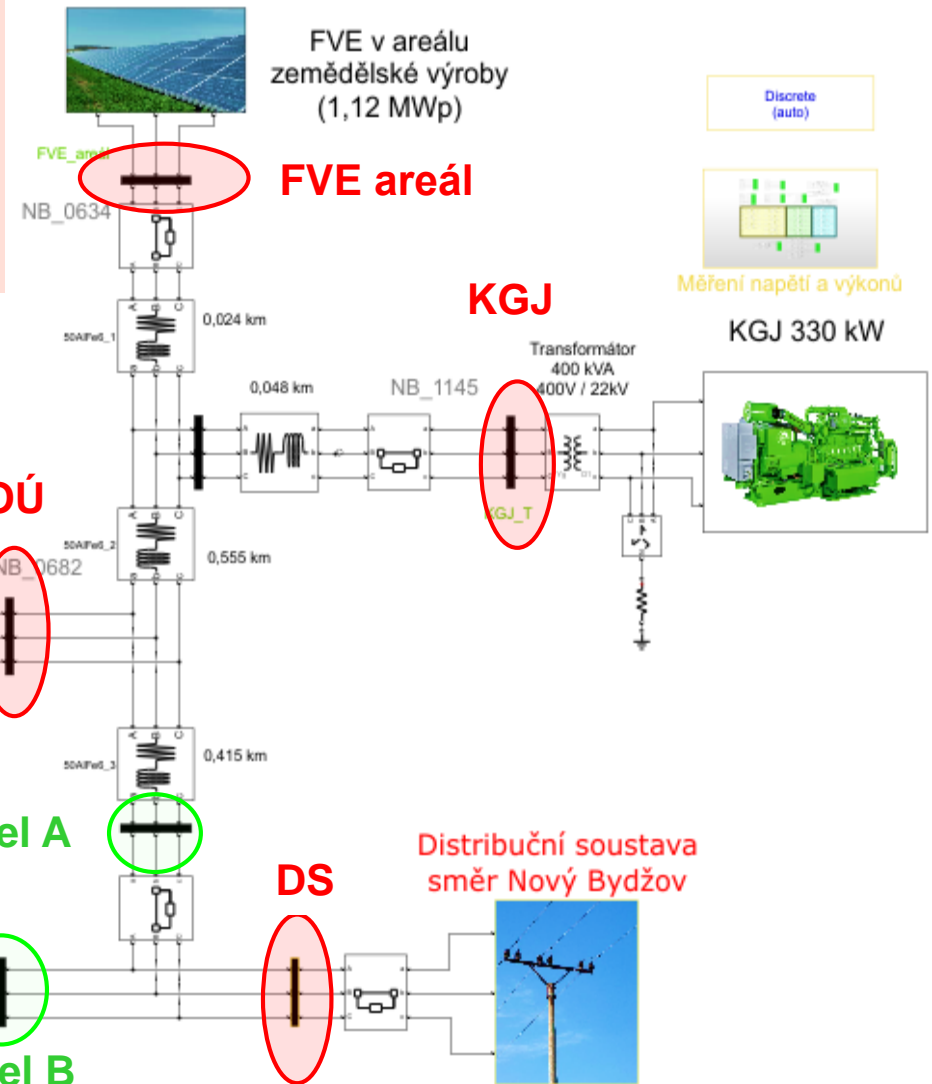 FVE v areálu
zemědělské výroby
(1,12 MWp)
Discrete
(auto)
FVE_areál
FVE areál
NB_0634
Měření napětí a výkonů
KGJ
KGJ 330 kW
50AlFe6_1
0,024 km
Transformátor
400 kVA
400V / 22kV
0,048 km
NB_1145
KGJ_T
OÚ
NB_0682
50AlFe6_2
0,555 km
50AlFe6_3
0,415 km
el A
DS
Distribuční soustava
směr Nový Bydžov
el B